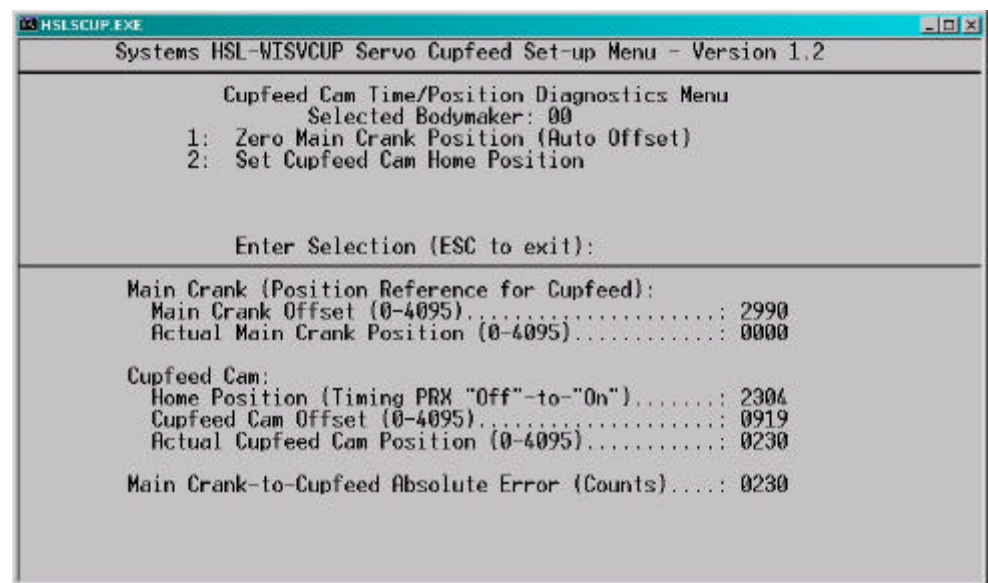 HSLSCUP.EXE
Systems HSL-WISVCUP Servo Cupfeed Set-up Menu - Version 1.2
Cupfeed Cam Time/Position Diagnostics Menu
Selected Bodymaker: 00
1: Zero Main Crank Position (Auto Offset)
2: Set Cupfeed Cam Home Position
Enter Selection (ESC to exit):
Main Crank (Position Reference for Cupfeed):
Main Crank Offset (0-4095).....................: 2990
Actual Main Crank Position (0-4095)............: 0000
Cupfeed Cam:
Home Position (Timing PRX "Off"-to-"On").......: 2304
Cupfeed Cam Offset (0-4095)....................: 0919
Actual Cupfeed Cam Position (0-4095)...........: 0230
Main Crank-to-Cupfeed Absolute Error (Counts)....: 0230